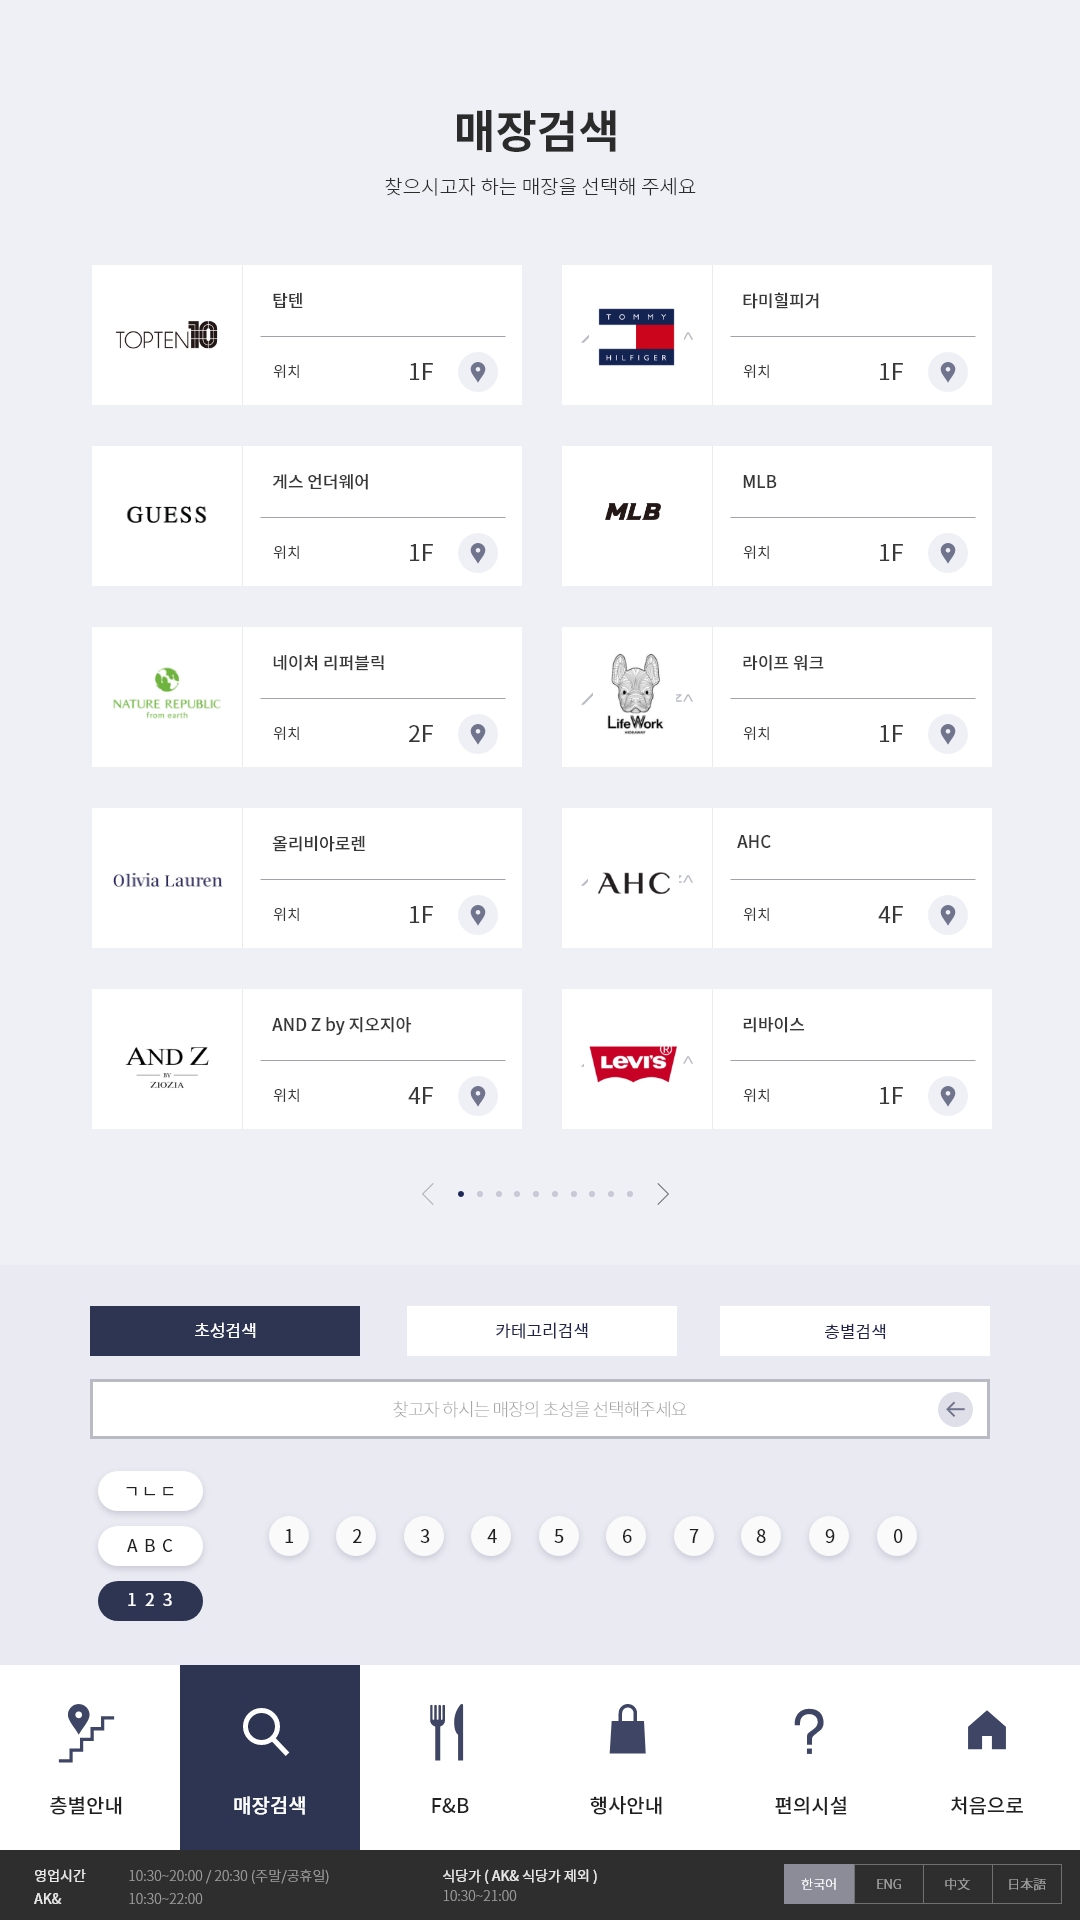 매장검색
찾으시고자 하는 매장을 선택해 주세요
TOPTEN10
탑텐
위치 1F
TOMMY
HILFIGER
타미힐피거
위치 1F
GUESS
게스 언더웨어
위치 1F
MLB
MLB
위치 1F
NATURE REPUBLIC
from earth
네이처 리퍼블릭
위치 2F
LifeWork
HIDEAWAY
라이프 워크
위치 1F
Olivia Lauren
올리비아로렌
위치 1F
AHC
AHC
위치 4F
AND Z
BY
ZIOZIA
AND Z by 지오지아
위치 4F
LEVI'S®
리바이스
위치 1F
초성검색 카테고리검색 층별검색
찾고자 하시는 매장의 초성을 선택해주세요
ㄱㄴㄷ
A B C
1 2 3
1 2 3 4 5 6 7 8 9 0
층별안내 매장검색 F&B 행사안내 편의시설 처음으로
영업시간 10:30~20:00 / 20:30 (주말/공휴일)
AK& 10:30~22:00
식당가 ( AK& 식당가 제외 )
10:30~21:00
한국어 ENG 中文 日本語